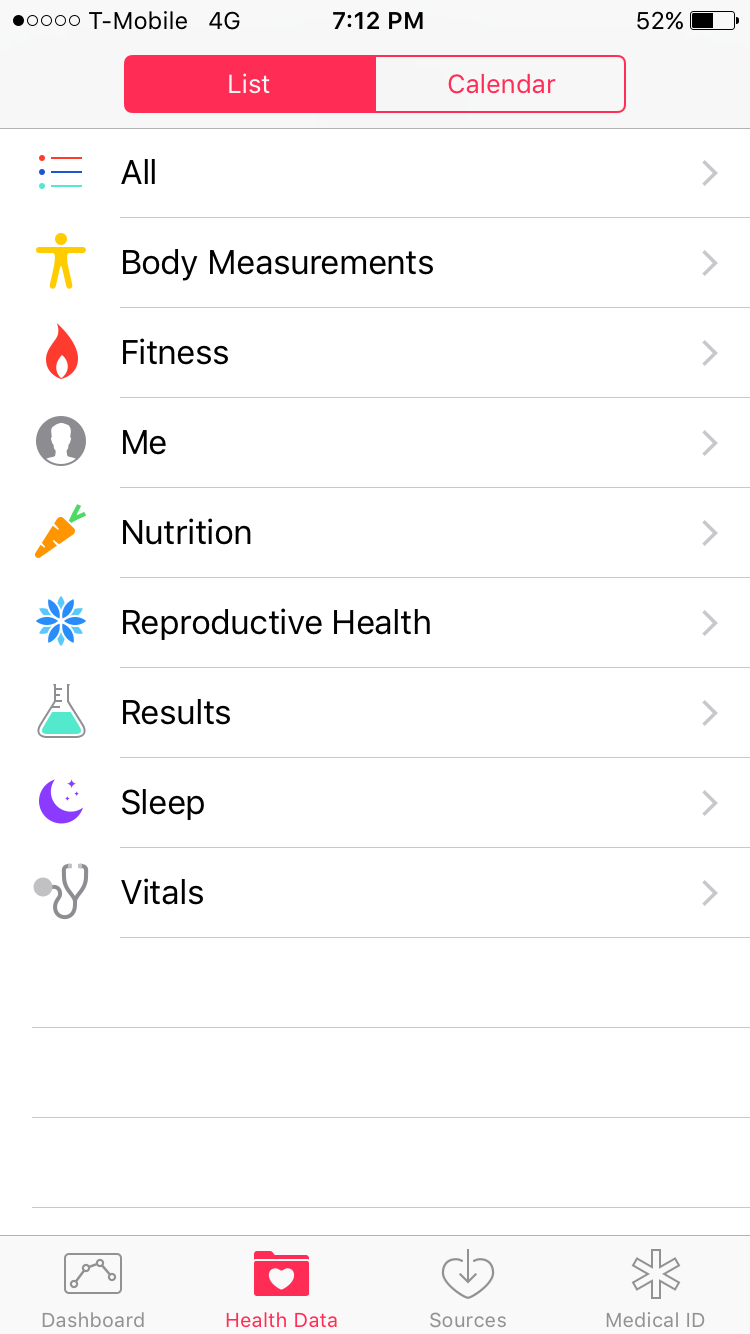 T-Mobile 4G 7:12 PM 52%
List Calendar
All
Body Measurements
Fitness
Me
Nutrition
Reproductive Health
Results
Sleep
Vitals
Dashboard Health Data Sources Medical ID